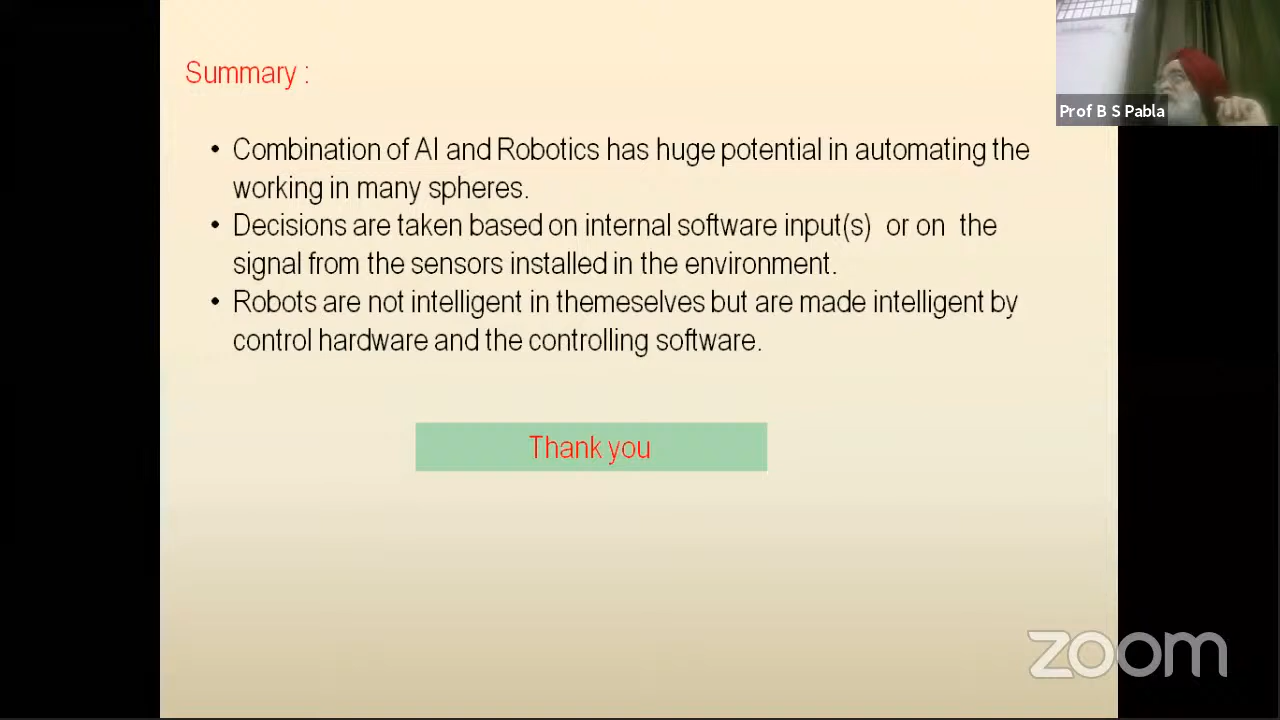 Summary :
Prof B S Pabla
• Combination of AI and Robotics has huge potential in automating the
working in many spheres.
• Decisions are taken based on internal software input(s) or on the
signal from the sensors installed in the environment.
• Robots are not intelligent in themeselves but are made intelligent by
control hardware and the controlling software.
Thank you
zoom